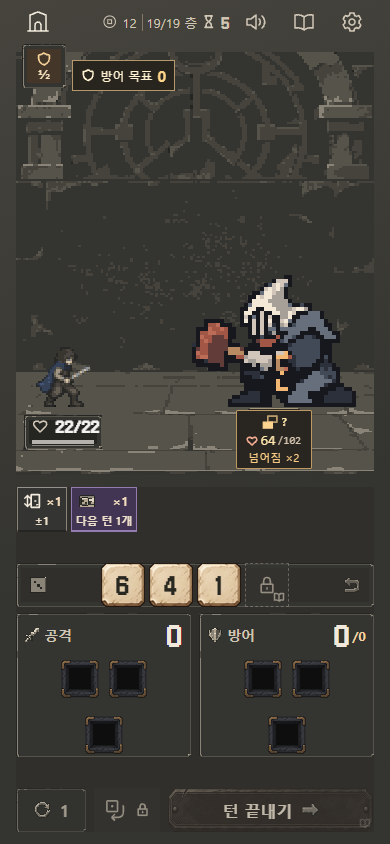 12 19/19 층 5
½
방어 목표 0
22/22
?
64/102
넘어짐 ×2
×1
±1
×1
다음 턴 1개
6 4 1
공격 0
방어 0/0
1
턴 끝내기